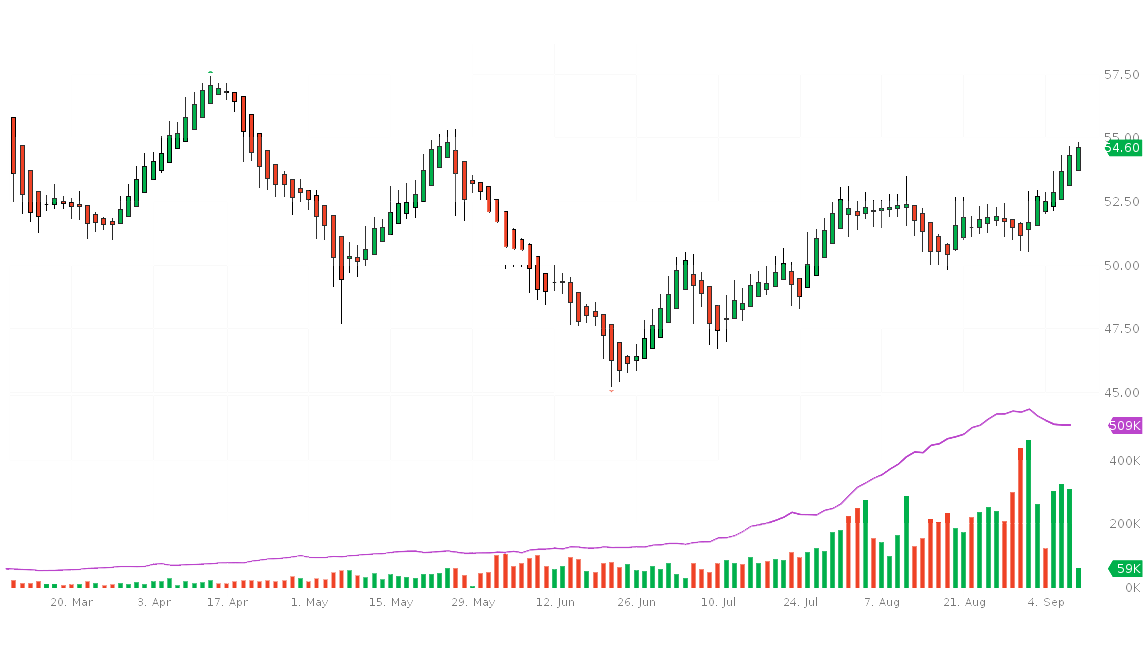 57.50
55.00
54.60
52.50
50.00
47.50
45.00
509K
400K
200K
59K
0K
20. Mar 3. Apr 17. Apr 1. May 15. May 29. May 12. Jun 26. Jun 10. Jul 24. Jul 7. Aug 21. Aug 4. Sep